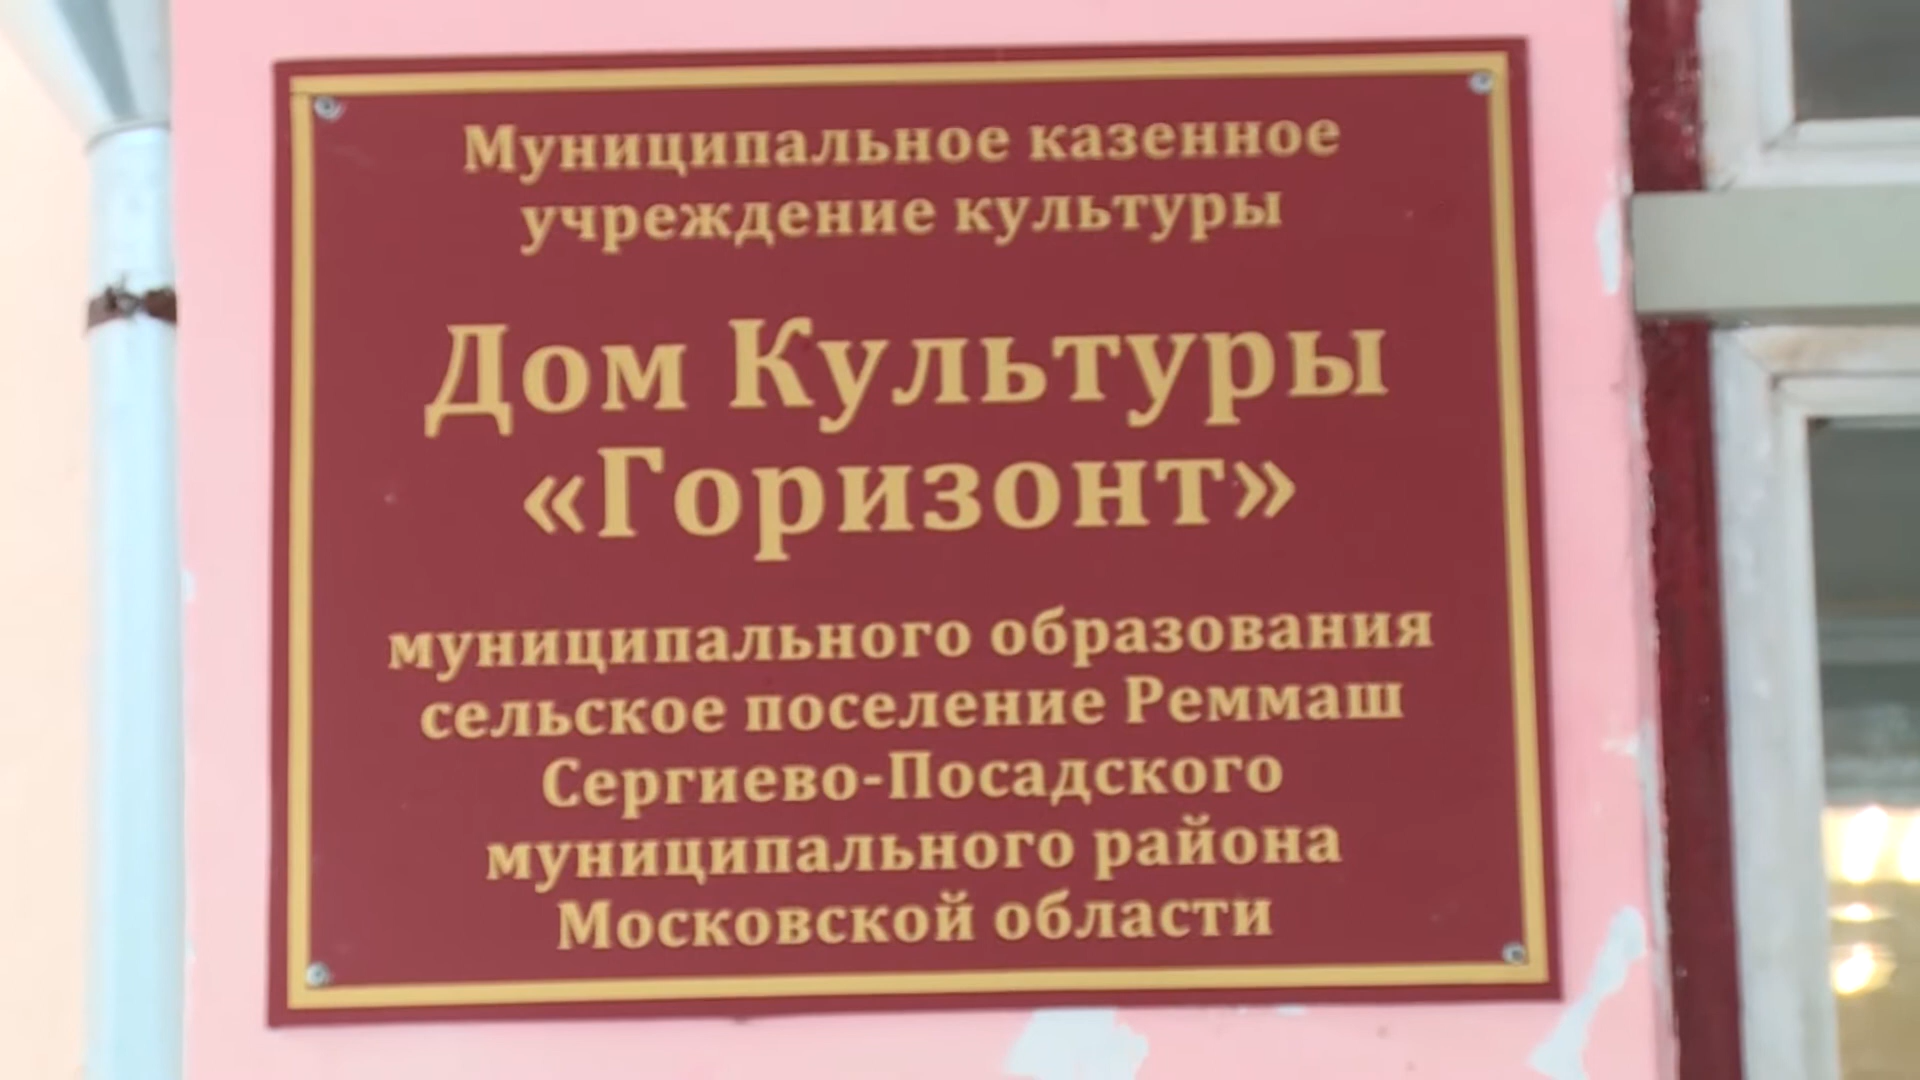 Муниципальное казенное
учреждение культуры
Дом Культуры
«Горизонт»
муниципального образования
сельское поселение Реммаш
Сергиево-Посадского
муниципального района
Московской области